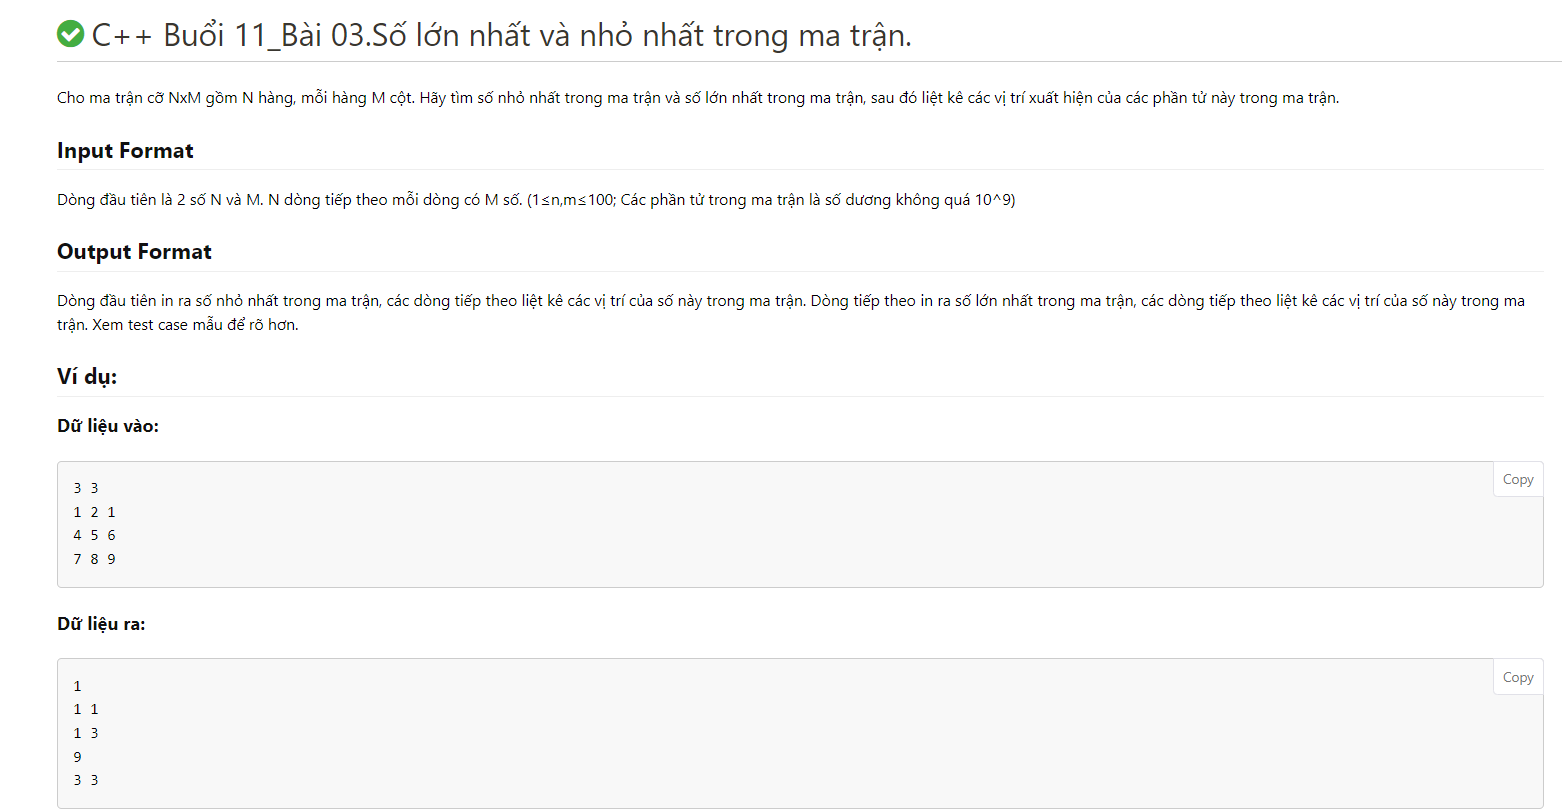 C++ Buổi 11_Bài 03.Số lớn nhất và nhỏ nhất trong ma trận.
Cho ma trận cỡ NxM gồm N hàng, mỗi hàng M cột. Hãy tìm số nhỏ nhất trong ma trận và số lớn nhất trong ma trận, sau đó liệt kê các vị trí xuất hiện của các phần tử này trong ma trận.
Input Format
Dòng đầu tiên là 2 số N và M. N dòng tiếp theo mỗi dòng có M số. (1≤n,m≤100; Các phần tử trong ma trận là số dương không quá 10^9)
Output Format
Dòng đầu tiên in ra số nhỏ nhất trong ma trận, các dòng tiếp theo liệt kê các vị trí của số này trong ma trận. Dòng tiếp theo in ra số lớn nhất trong ma trận, các dòng tiếp theo liệt kê các vị trí của số này trong ma
trận. Xem test case mẫu để rõ hơn.
Ví dụ:
Dữ liệu vào:
Copy
3 3
1 2 1
4 5 6
7 8 9
Dữ liệu ra:
Copy
1
1 1
1 3
9
3 3